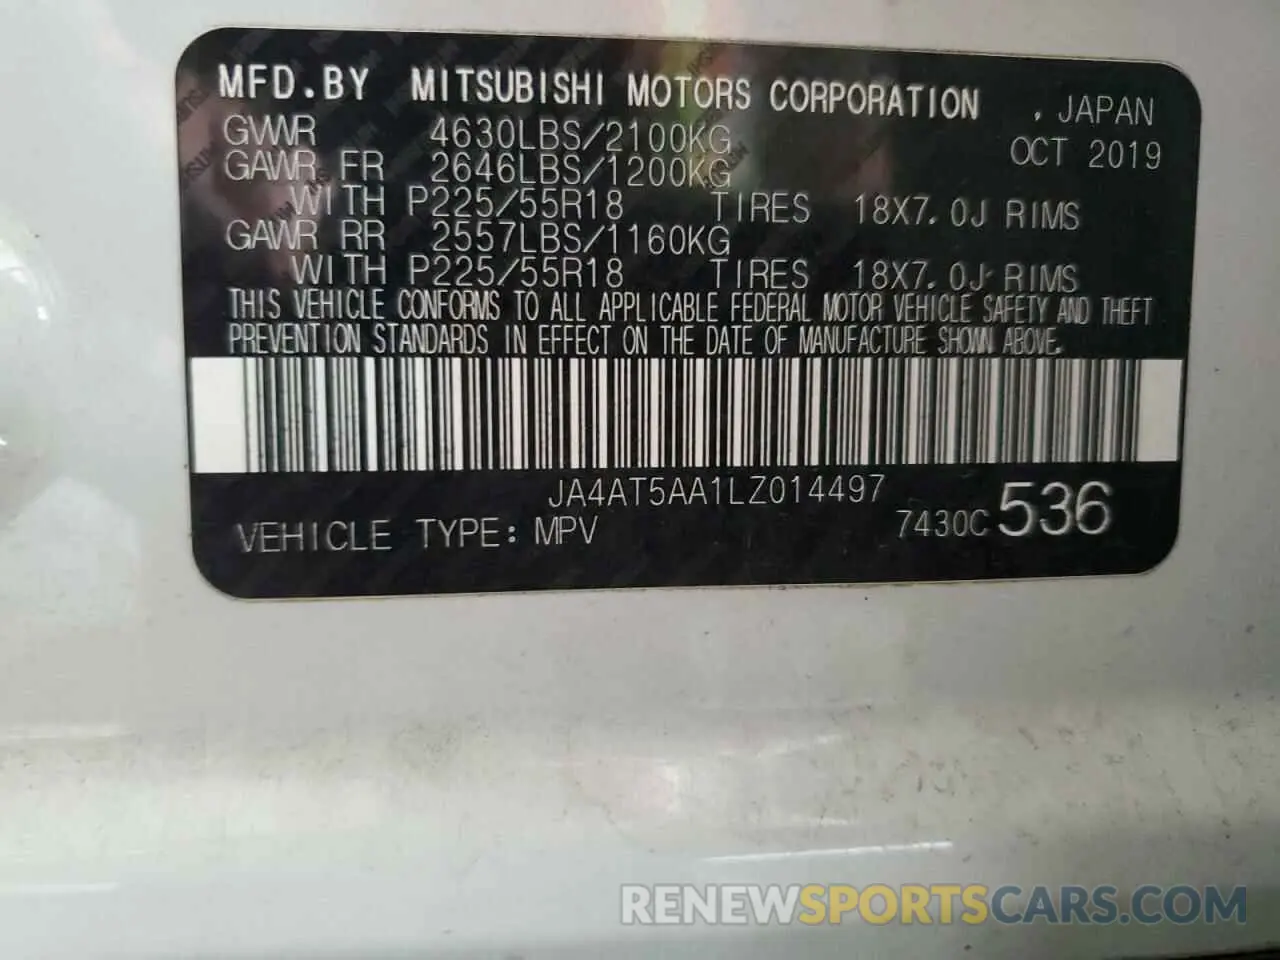 MFD.BY MITSUBISHI MOTORS CORPORATION , JAPAN
GVWR 4630LBS/2100KG OCT 2019
GAWR FR 2646LBS/1200KG
WITH P225/55R18 TIRES 18X7.0J RIMS
GAWR RR 2557LBS/1160KG
WITH P225/55R18 TIRES 18X7.0J RIMS
THIS VEHICLE CONFORMS TO ALL APPLICABLE FEDERAL MOTOR VEHICLE SAFETY AND THEFT
PREVENTION STANDARDS IN EFFECT ON THE DATE OF MANUFACTURE SHOWN ABOVE.
JA4AT5AA1LZ014497
VEHICLE TYPE: MPV 7430C 536
RENEWSPORTSCARS.COM